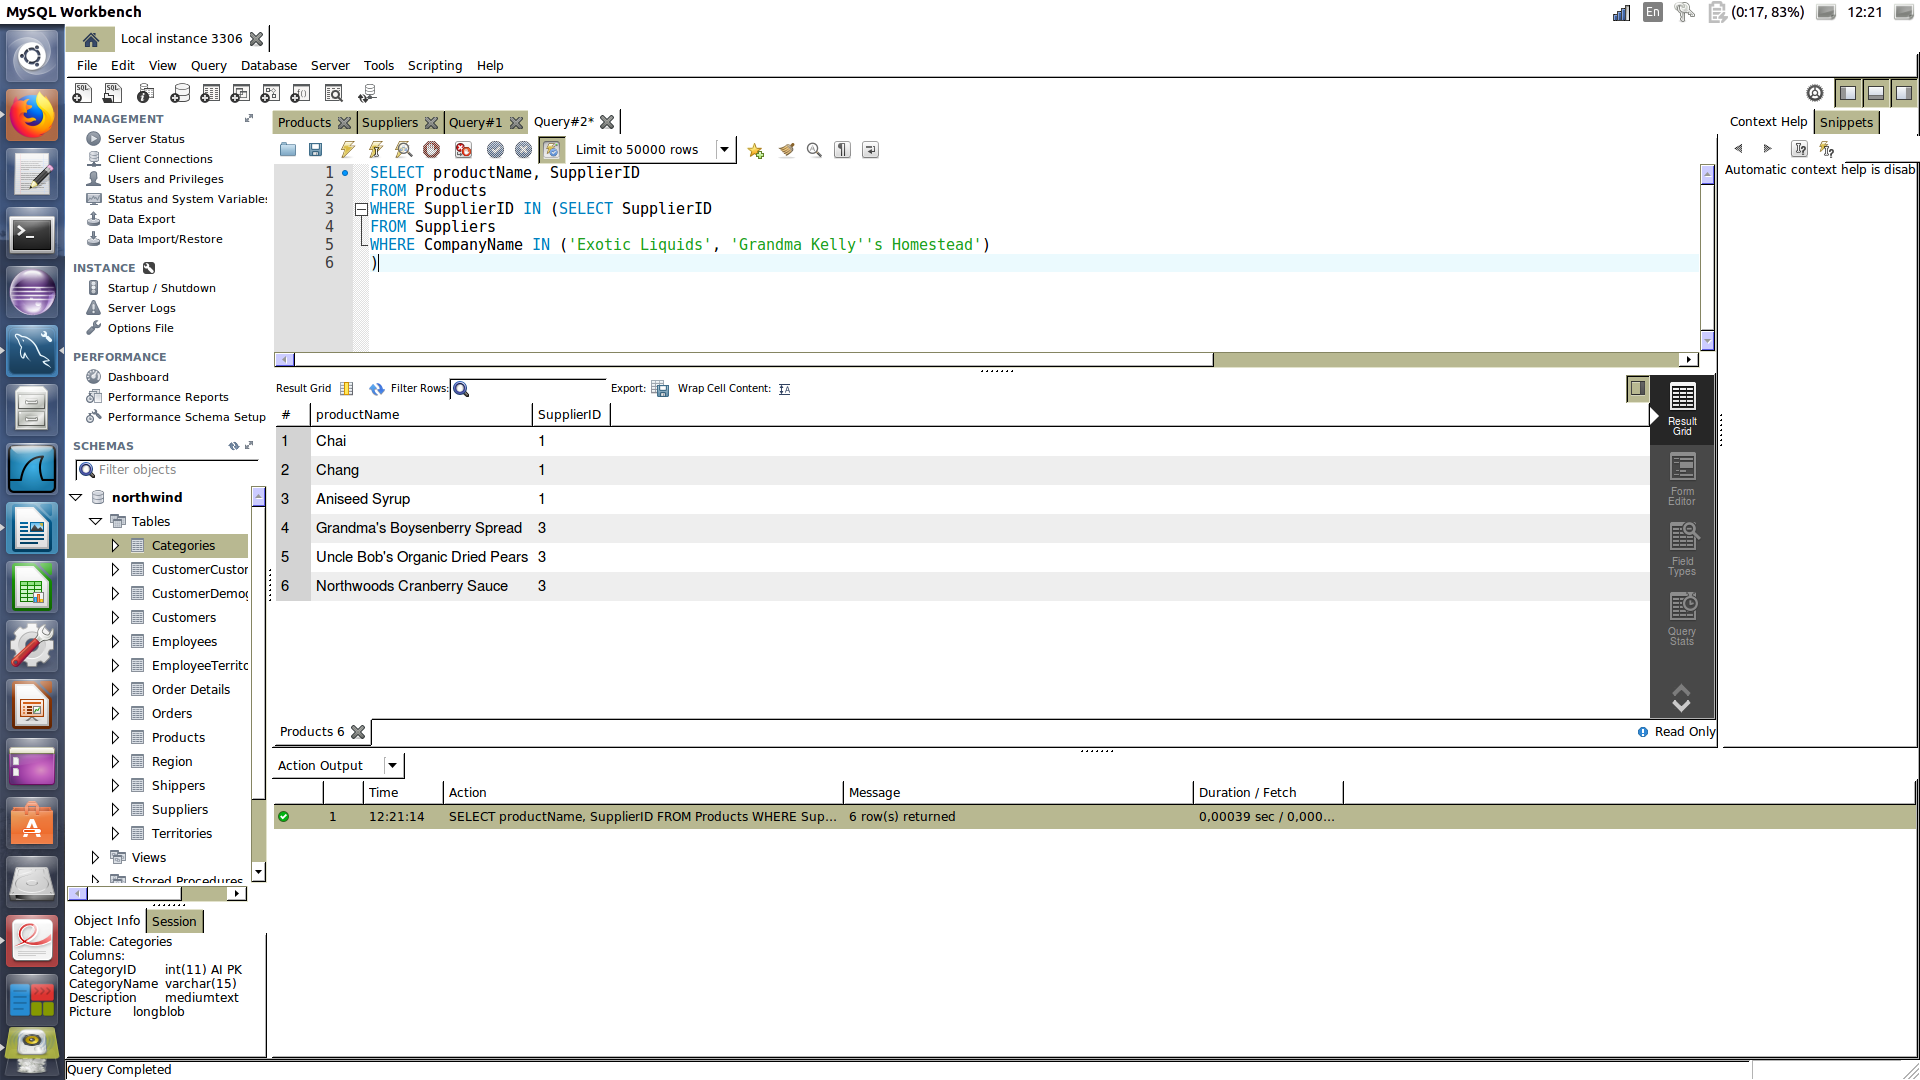 MySQL Workbench
En
(0:17, 83%)
12:21
Local instance 3306
File Edit View Query Database Server Tools Scripting Help
MANAGEMENT
Server Status
Client Connections
Users and Privileges
Status and System Variables
Data Export
Data Import/Restore
INSTANCE
Startup / Shutdown
Server Logs
Options File
PERFORMANCE
Dashboard
Performance Reports
Performance Schema Setup
SCHEMAS
Filter objects
northwind
Tables
Categories
CustomerCustor
CustomerDemog
Customers
Employees
EmployeeTerrito
Order Details
Orders
Products
Region
Shippers
Suppliers
Territories
Views
Stored Procedures
Object Info Session
Table: Categories
Columns:
CategoryID int(11) AI PK
CategoryName varchar(15)
Description mediumtext
Picture longblob
Products Suppliers Query#1 Query#2*
Limit to 50000 rows
1 SELECT productName, SupplierID
2 FROM Products
3 WHERE SupplierID IN (SELECT SupplierID
4 FROM Suppliers
5 WHERE CompanyName IN ('Exotic Liquids', 'Grandma Kelly''s Homestead')
6 )
Result Grid Filter Rows: Export: Wrap Cell Content:
# productName SupplierID
1 Chai 1
2 Chang 1
3 Aniseed Syrup 1
4 Grandma's Boysenberry Spread 3
5 Uncle Bob's Organic Dried Pears 3
6 Northwoods Cranberry Sauce 3
Result
Grid
Form
Editor
Field
Types
Query
Stats
Products 6
Read Only
Context Help Snippets
Automatic context help is disab
Action Output
Time Action Message Duration / Fetch
1 12:21:14 SELECT productName, SupplierID FROM Products WHERE Sup... 6 row(s) returned 0,00039 sec / 0,000...
Query Completed